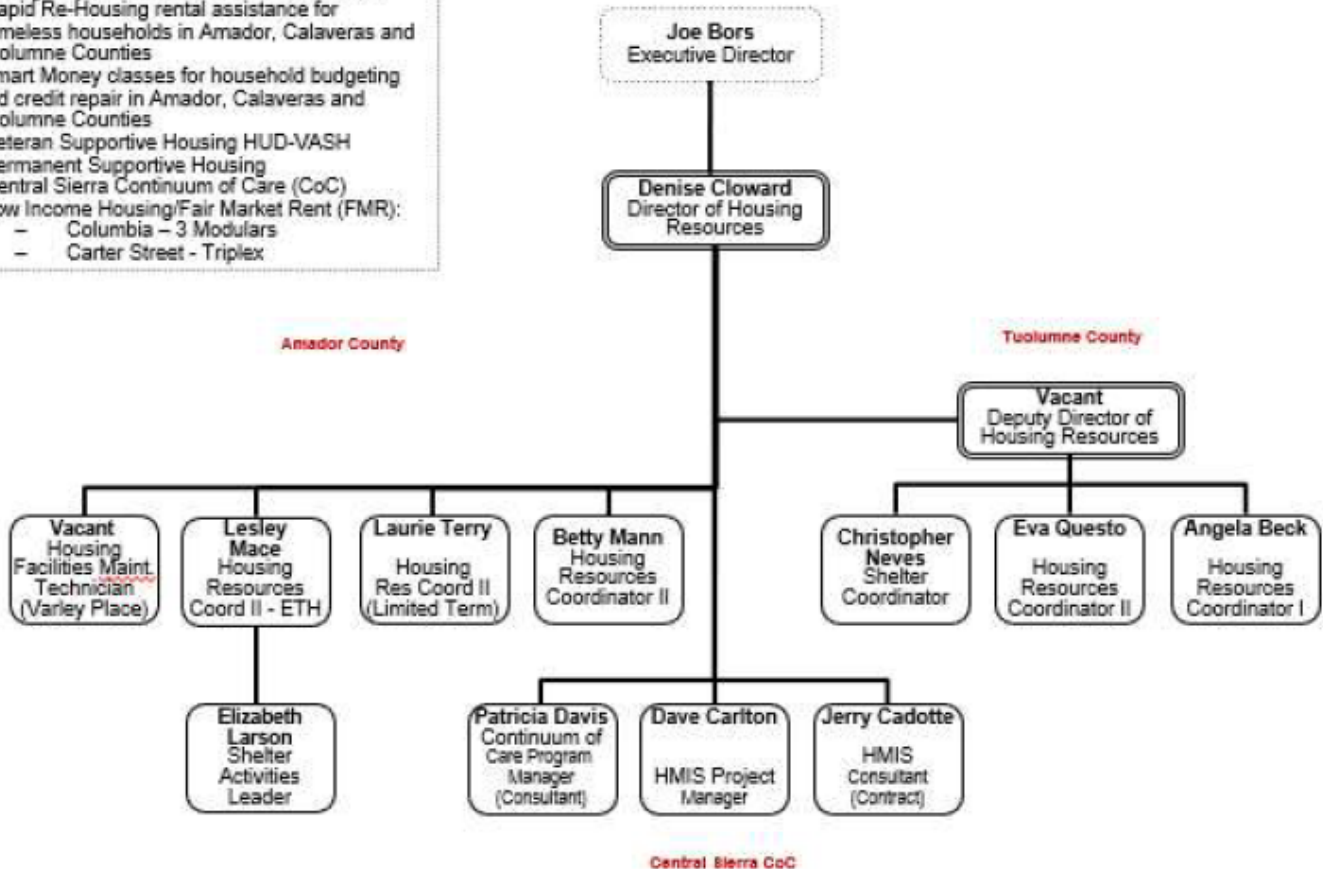 apid Re-Housing rental assistance for
meless households in Amador, Calaveras and
olumne Counties
mart Money classes for household budgeting
d credit repair in Amador, Calaveras and
olumne Counties
eteran Supportive Housing HUD-VASH
ermanent Supportive Housing
entral Sierra Continuum of Care (CoC)
ow Income Housing/Fair Market Rent (FMR):
– Columbia – 3 Modulars
– Carter Street - Triplex
Joe Bors
Executive Director
Denise Cloward
Director of Housing
Resources
Amador County
Tuolumne County
Vacant
Deputy Director of
Housing Resources
Vacant
Housing
Facilities Maint.
Technician
(Varley Place)
Lesley
Mace
Housing
Resources
Coord II - ETH
Laurie Terry
Housing
Res Coord II
(Limited Term)
Betty Mann
Housing
Resources
Coordinator II
Christopher
Neves
Shelter
Coordinator
Eva Questo
Housing
Resources
Coordinator II
Angela Beck
Housing
Resources
Coordinator I
Elizabeth
Larson
Shelter
Activities
Leader
Patricia Davis
Continuum of
Care Program
Manager
(Consultant)
Dave Carlton
HMIS Project
Manager
Jerry Cadotte
HMIS
Consultant
(Contract)
Central Sierra CoC